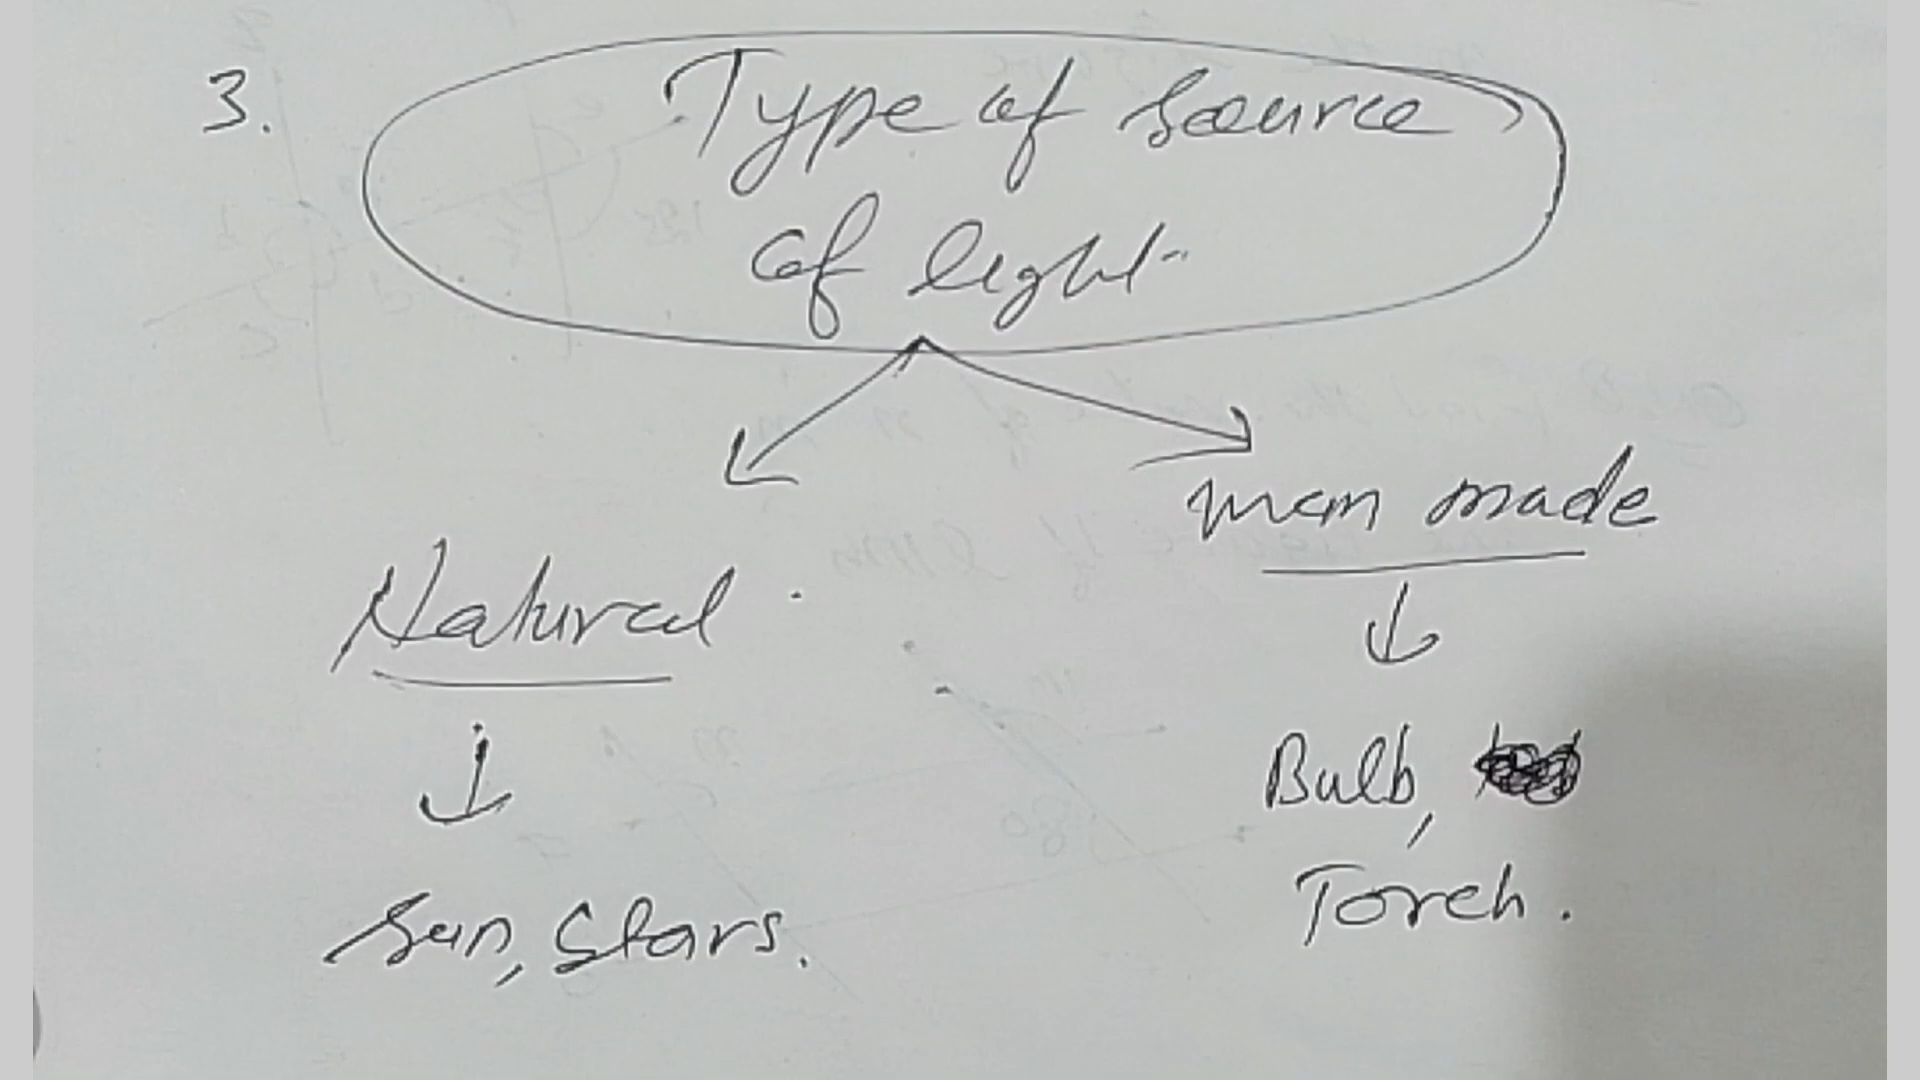 3.
Type of source
of light
Natural
man made
Bulb,
Torch.
Sun, Stars.